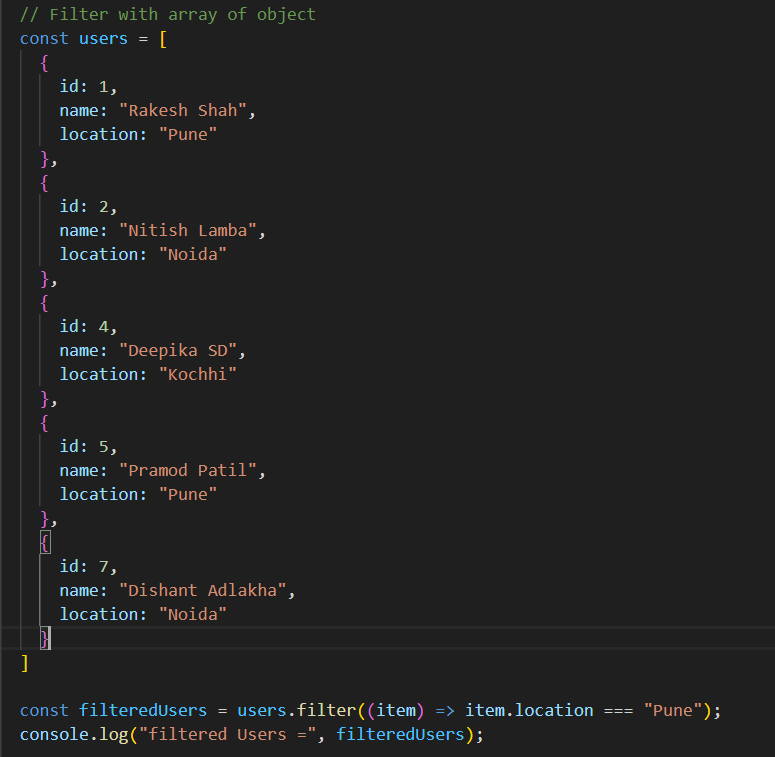 // Filter with array of object
const users = [
  {
    id: 1,
    name: "Rakesh Shah",
    location: "Pune"
  },
  {
    id: 2,
    name: "Nitish Lamba",
    location: "Noida"
  },
  {
    id: 4,
    name: "Deepika SD",
    location: "Kochhi"
  },
  {
    id: 5,
    name: "Pramod Patil",
    location: "Pune"
  },
  {
    id: 7,
    name: "Dishant Adlakha",
    location: "Noida"
  }
]

const filteredUsers = users.filter((item) => item.location === "Pune");
console.log("filtered Users =", filteredUsers);